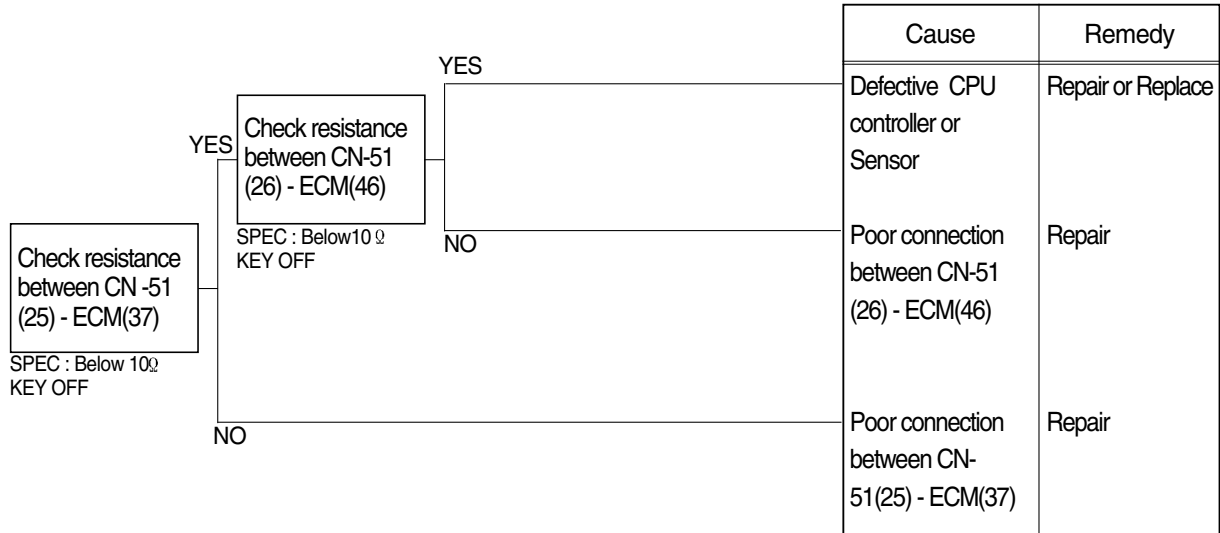 Cause
Remedy
YES
Defective CPU
controller or
Sensor
Repair or Replace
YES
Check resistance
between CN-51
(26) - ECM(46)
SPEC : Below10 Ω
KEY OFF
NO
Poor connection
between CN-51
(26) - ECM(46)
Repair
Check resistance
between CN -51
(25) - ECM(37)
SPEC : Below 10Ω
KEY OFF
NO
Poor connection
between CN-
51(25) - ECM(37)
Repair